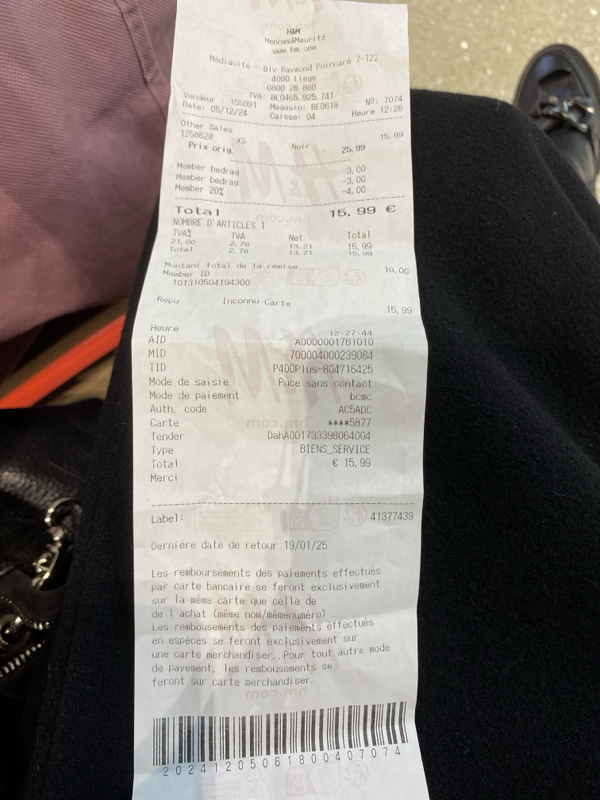 H&M
Hennes&Mauritz
www.hm.com
Médiacité - Blv Raymond Poincaré 7-122
4000 Liege
0800 26 860
TVA: BE0465.925.741
Vendeur : 155091 Magasin: BE0618 Nº: 7074
Date: 05/12/24 Caisse: 04 Heure 12:26
Other Sales 15,99
1258628 XS Noir
Prix orig. 25,99
Member bedrag -3,00
Member bedrag -3,00
Member 20% -4,00
Total 15,99 €
NOMBRE D'ARTICLES 1
TVA% TVA Net Total
21,00 2,78 13,21 15,99
Total 2,78 13,21 15,99
Montant total de la remise 10,00
Member ID
101310504194300
Reçu Inconnu Carte 15,99
Heure 12:27:44
AID A0000001761010
MID 700004000239084
TID P400Plus-804716425
Mode de saisie Puce sans contact
Mode de paiement bcmc
Auth. code AC5ADC
Carte ****5877
Tender DahA001733398064004
Type BIENS_SERVICE
Total € 15,99
Merci
Label: 41377439
Dernière date de retour 19/01/25
Les remboursements des paiements effectués
par carte bancaire se feront exclusivement
sur la même carte que celle de
de l'achat (même nom/mêmenuméro) .
Les remboursements des paiements effectués
en espèces se feront exclusivement sur
une carte merchandiser. Pour tout autre mode
de payement, les rembousements se
feront sur carte merchandiser.
20241205061800407074